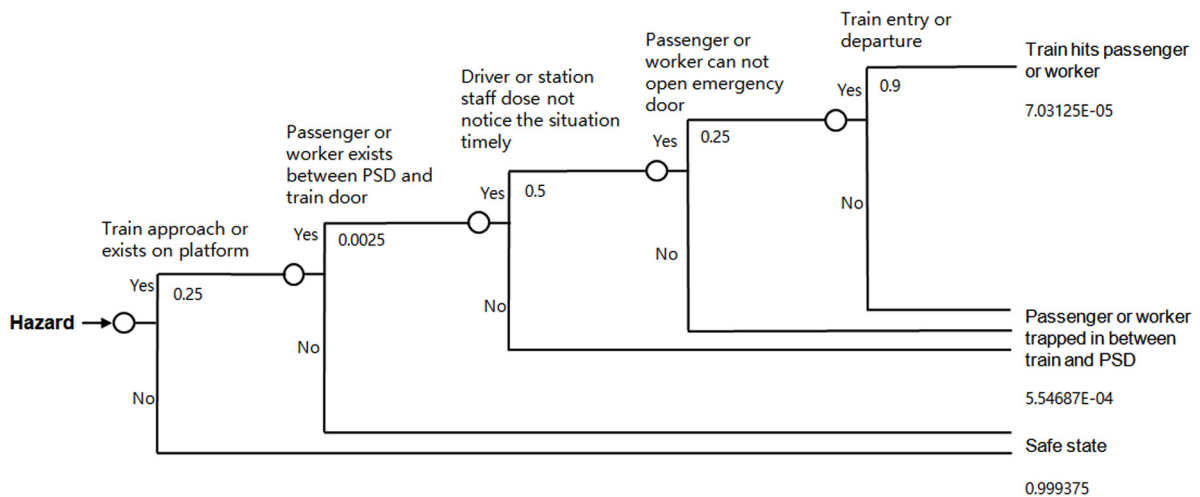 Train entry or
departure
Train hits passenger
or worker
7.03125E-05
Yes
0.9
No
Passenger or
worker can not
open emergency
door
Yes
0.25
No
Driver or station
staff dose not
notice the situation
timely
Yes
0.5
No
Passenger or
worker exists
between PSD and
train door
Yes
0.0025
No
Train approach or
exists on platform
Yes
0.25
Hazard
No
Passenger or worker
trapped in between
train and PSD
5.54687E-04
Safe state
0.999375